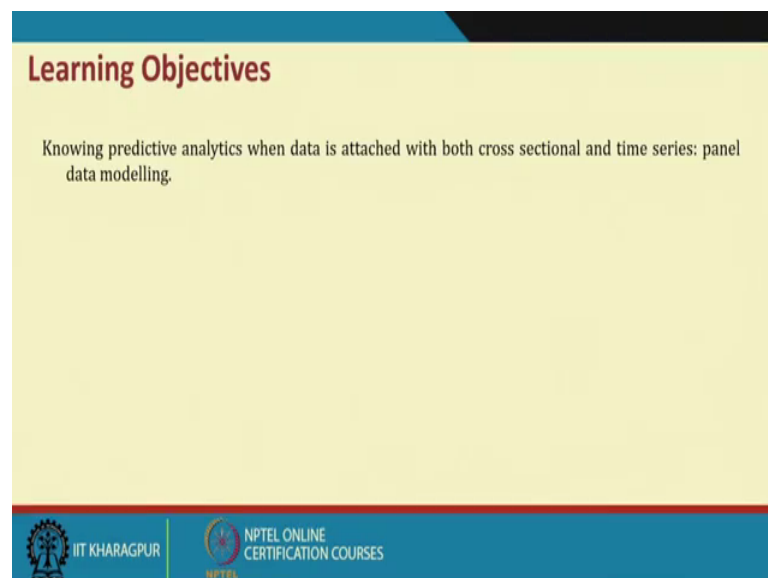 Learning Objectives
Knowing predictive analytics when data is attached with both cross sectional and time series: panel
data modelling.
IIT KHARAGPUR
NPTEL ONLINE
CERTIFICATION COURSES
NPTEL